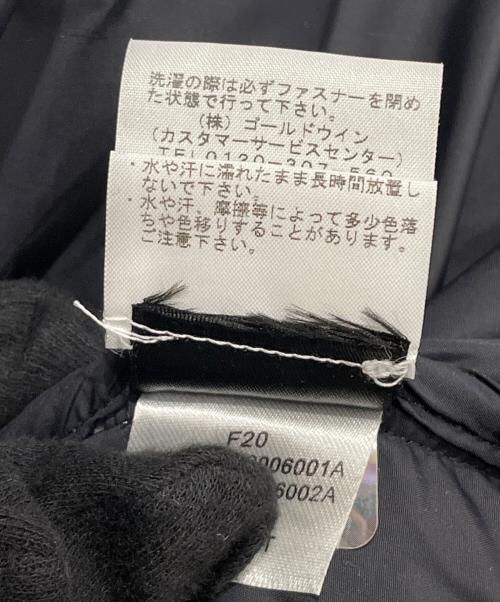 洗濯の際は必ずファスナーを閉め
た状態で行って下さい。
(株)ゴールドウイン
(カスタマーサービスセンター)
TEL0120-307-560
・水や汗に濡れたまま長時間放置し
ないで下さい。
・水や汗、摩擦等によって多少色落
ちや色移りすることがあります。
ご注意下さい。
F20
006001A
6002A